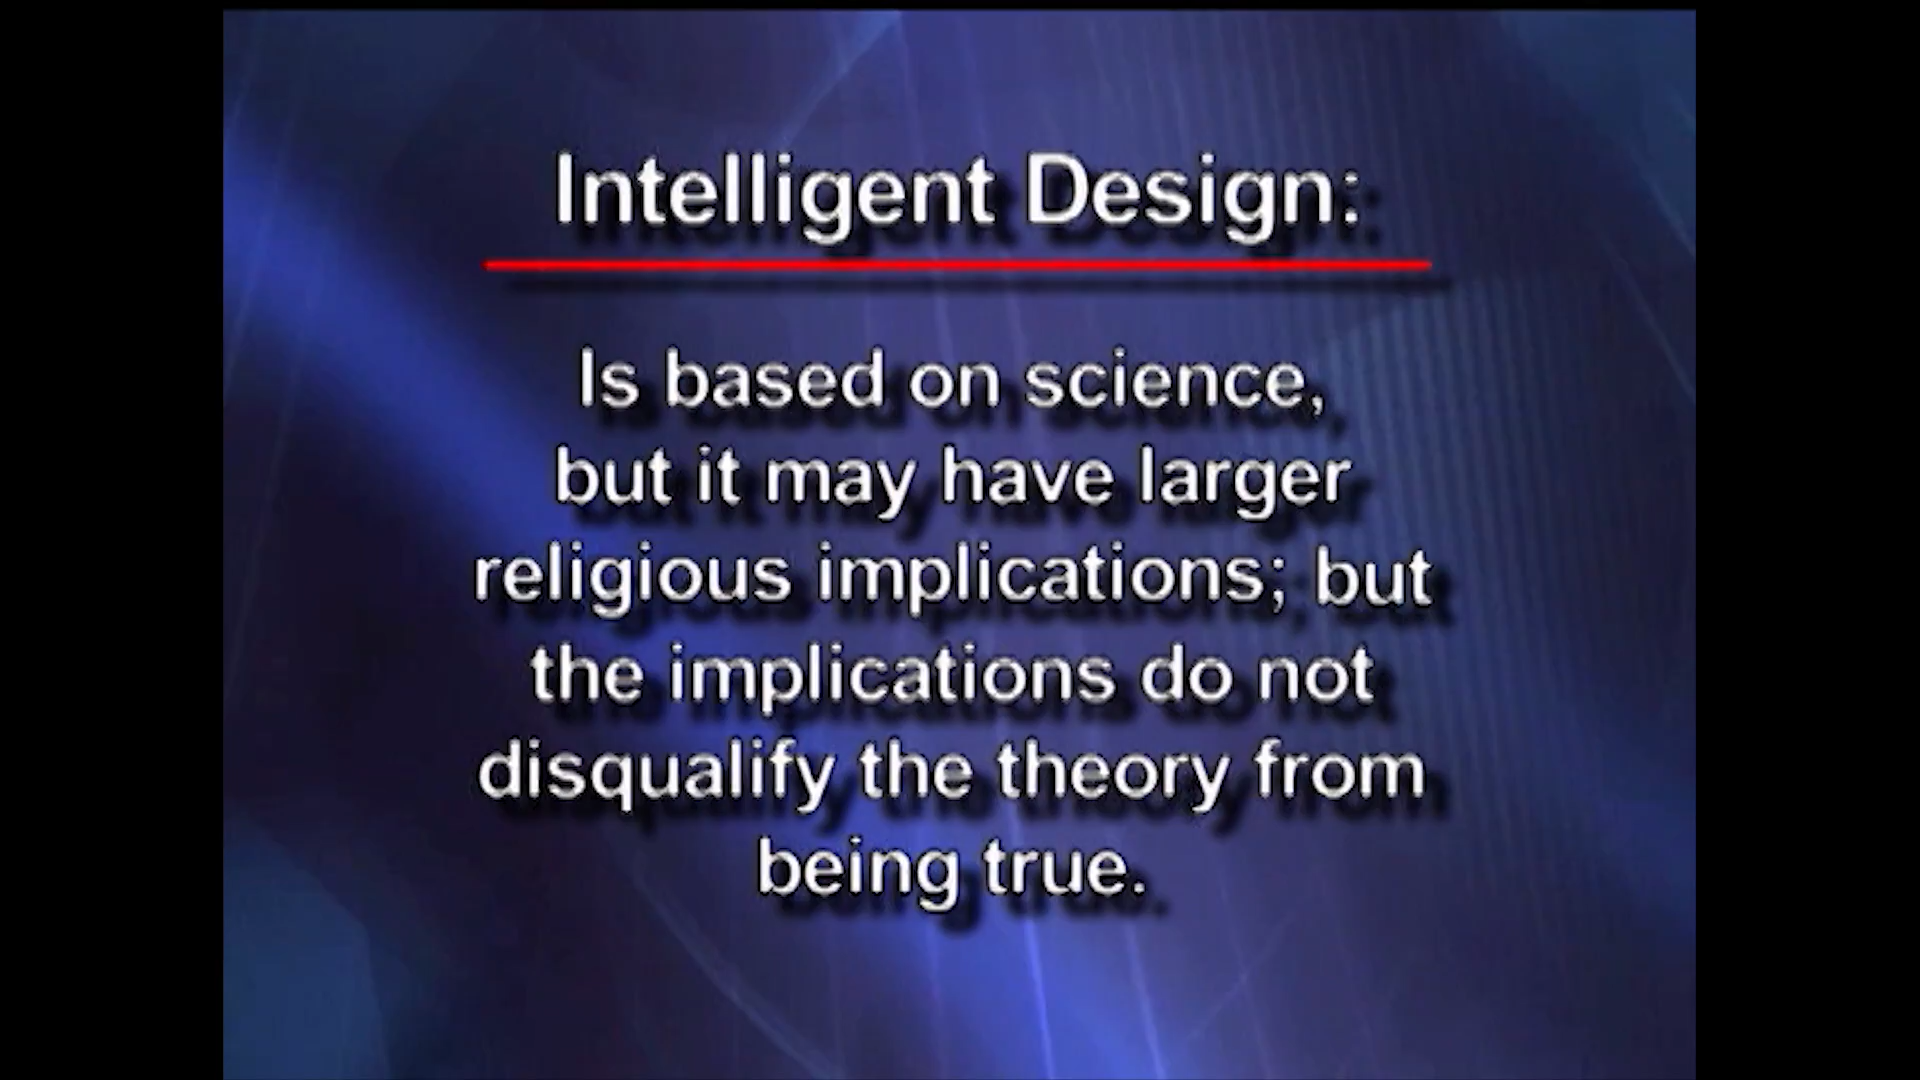 Intelligent Design:
Is based on science,
but it may have larger
religious implications; but
the implications do not
disqualify the theory from
being true.